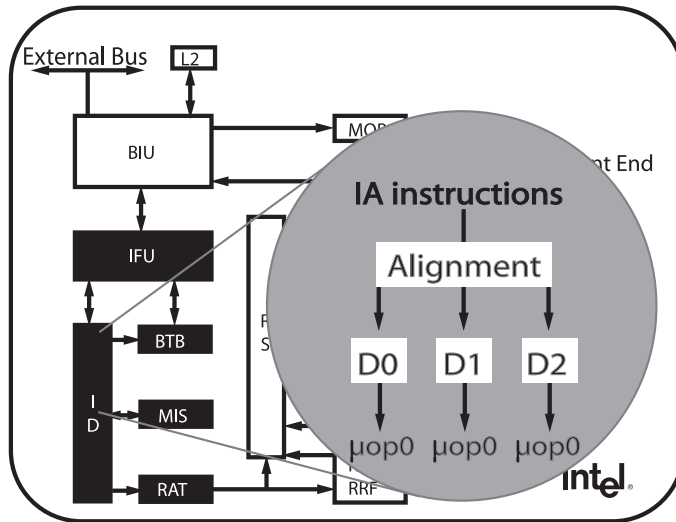 External Bus
L2
BIU
IFU
I
D
BTB
MIS
RAT
RRF
End
IA instructions
Alignment
D0 D1 D2
µop0 µop0 µop0
intel®